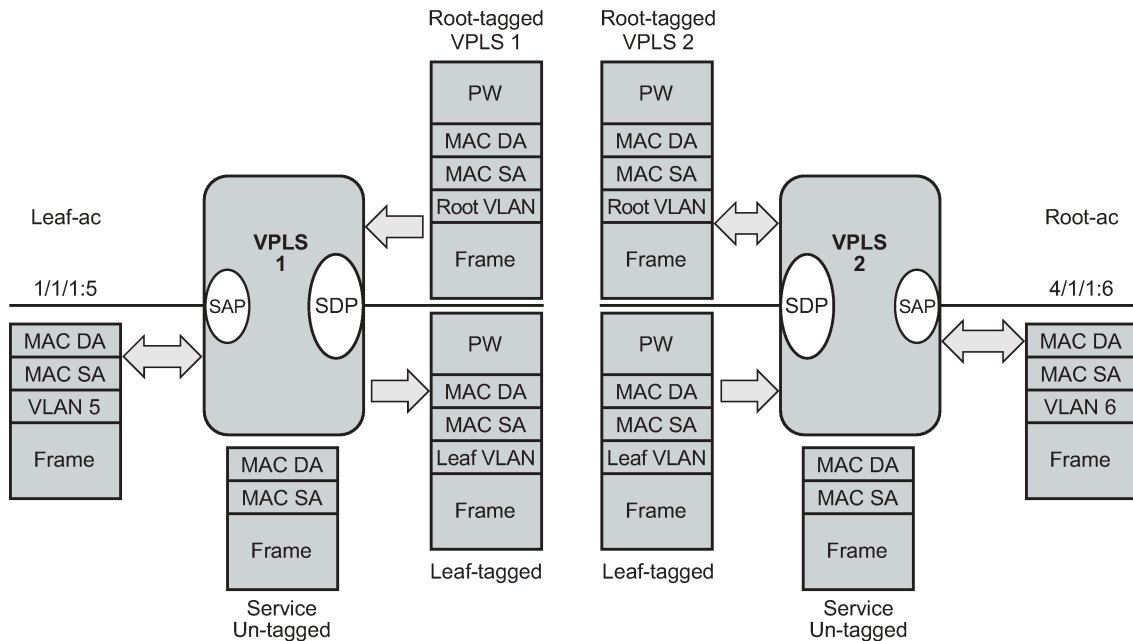 Root-tagged
VPLS 1
Root-tagged
VPLS 2
PW
MAC DA
MAC SA
Root VLAN
Frame
PW
MAC DA
MAC SA
Root VLAN
Frame
Leaf-ac
VPLS
1
VPLS
2
Root-ac
1/1/1:5
SAP
SDP
SDP
SAP
4/1/1:6
MAC DA
MAC SA
VLAN 5
Frame
PW
MAC DA
MAC SA
Leaf VLAN
Frame
PW
MAC DA
MAC SA
Leaf VLAN
Frame
MAC DA
MAC SA
VLAN 6
Frame
MAC DA
MAC SA
Frame
MAC DA
MAC SA
Frame
Leaf-tagged
Leaf-tagged
Service
Un-tagged
Service
Un-tagged